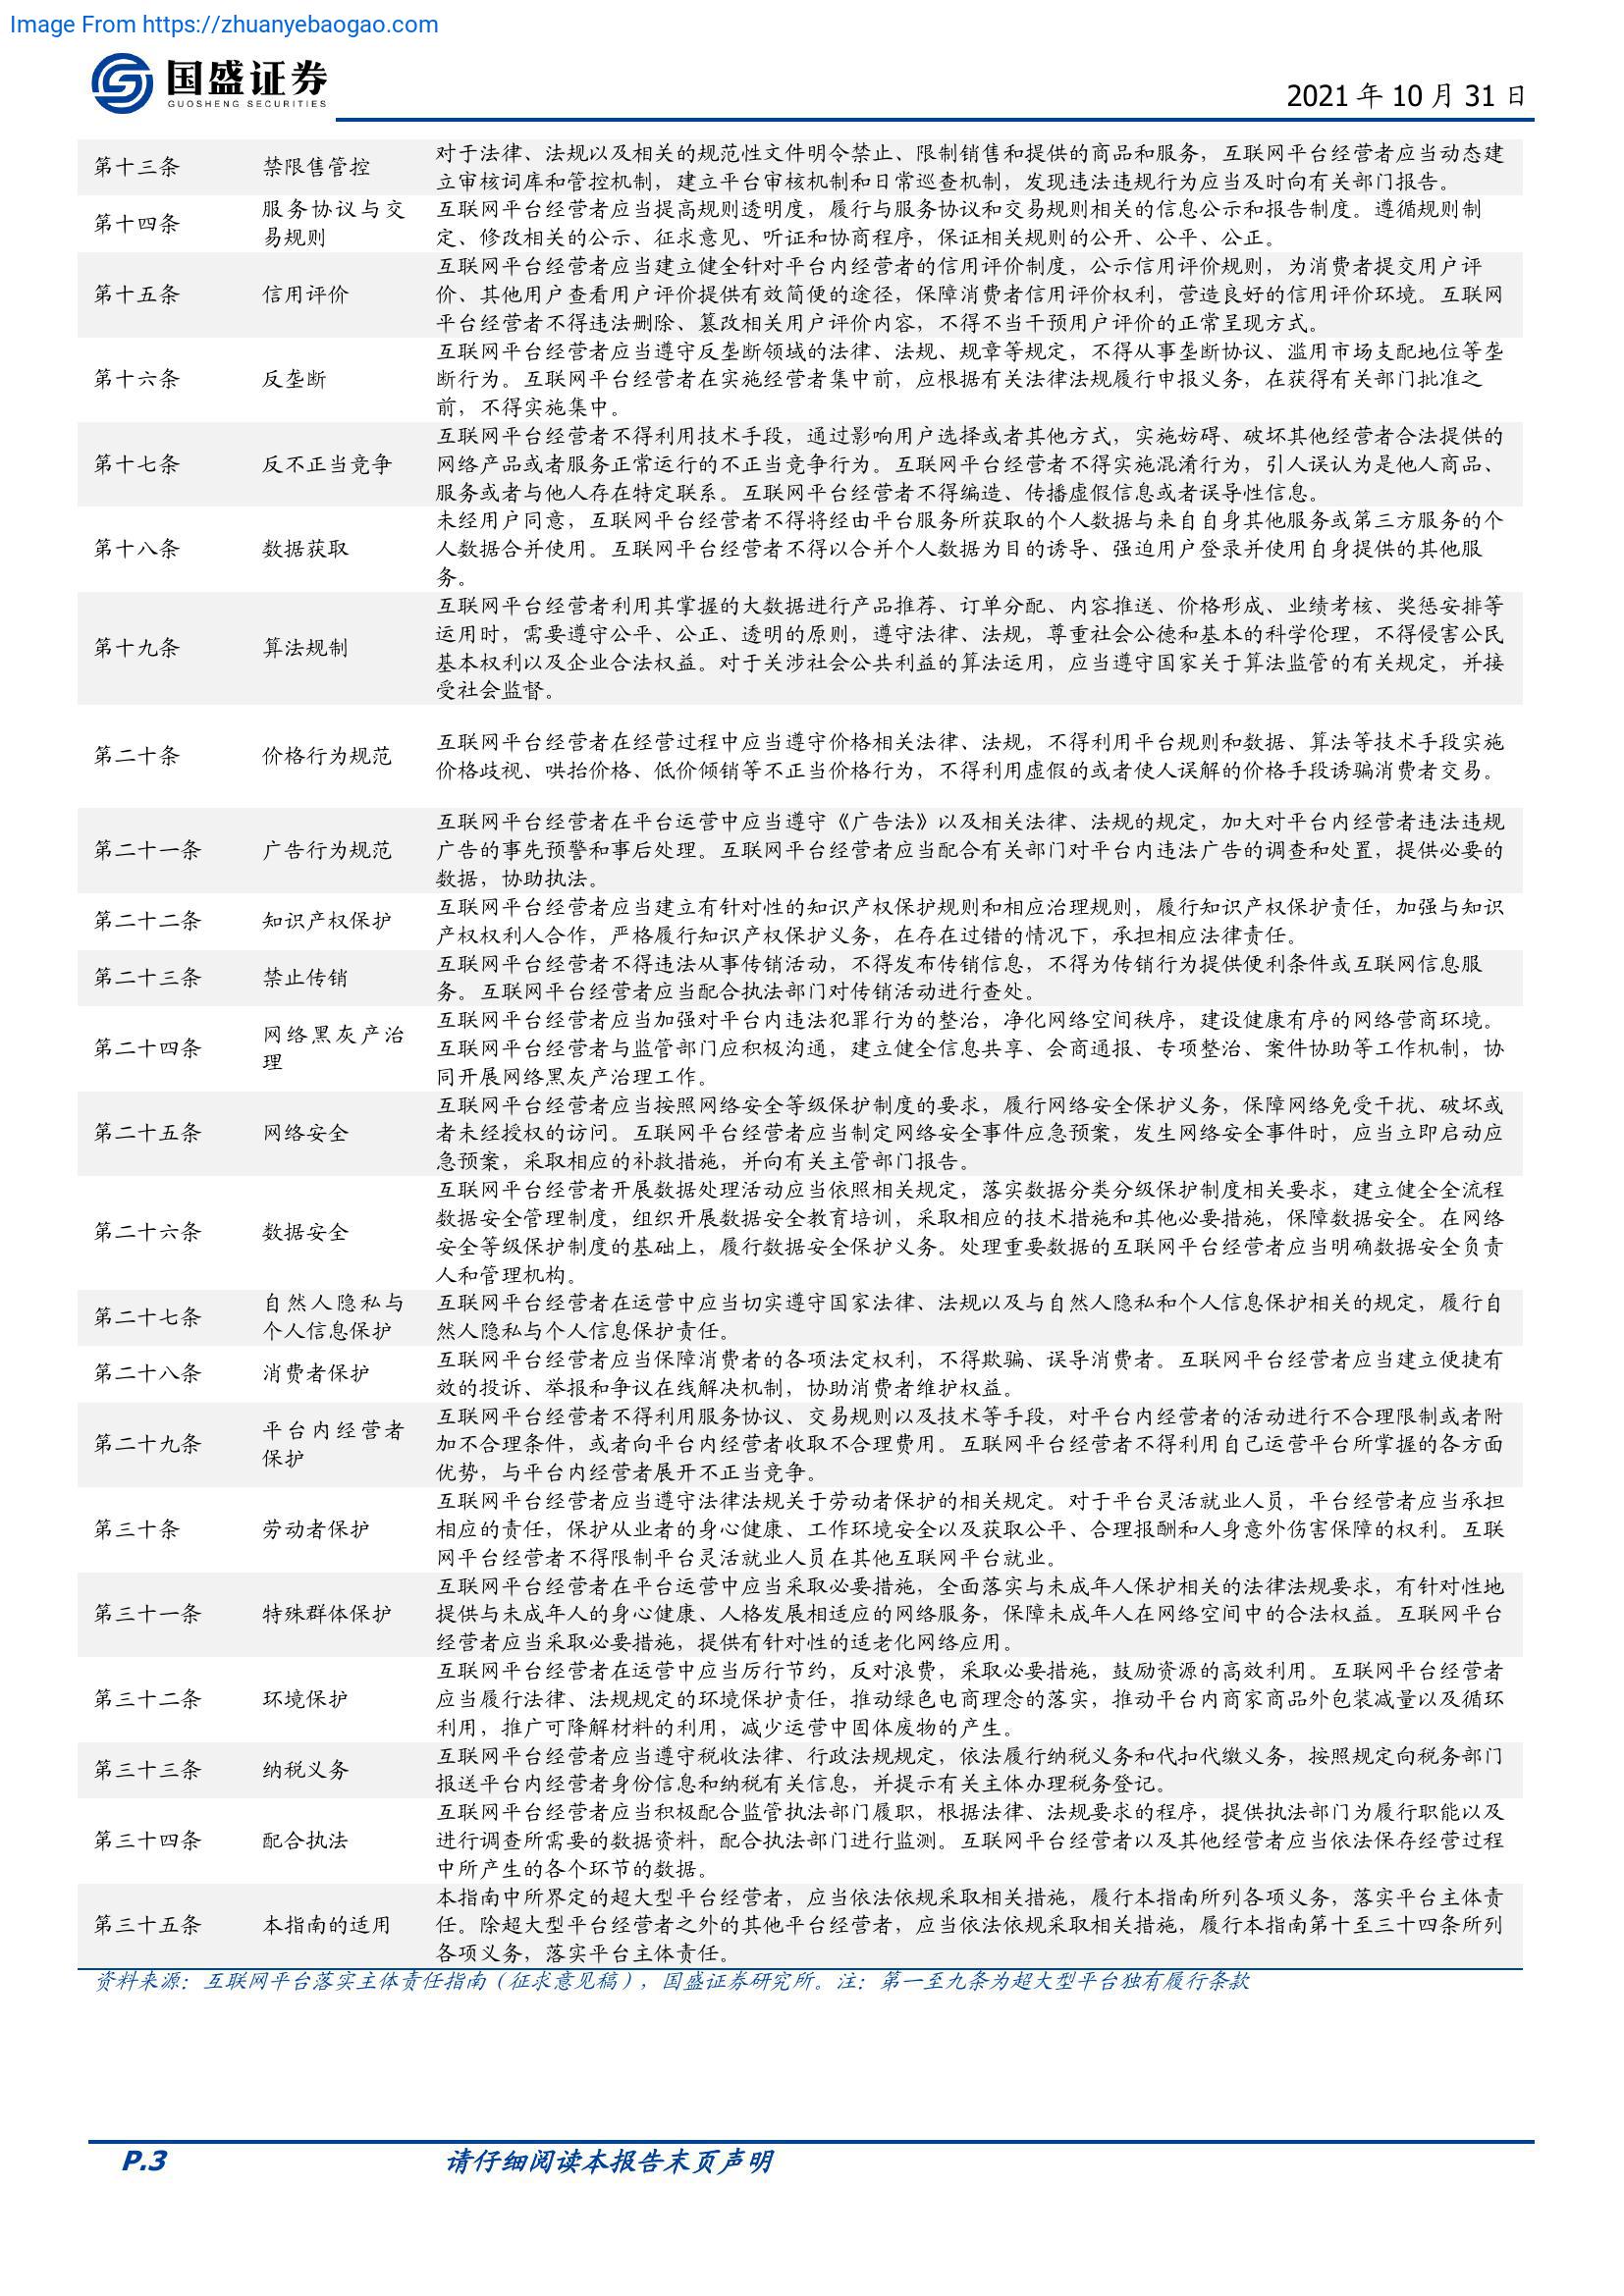 Image From https://zhuanyebaogao.com
国盛证券
GUOSHENG SECURITIES
2021 年 10 月 31 日
第十三条
禁限售管控
对于法律、法规以及相关的规范性文件明令禁止、限制销售和提供的商品和服务，互联网平台经营者应当动态建
立审核词库和管控机制，建立平台审核机制和日常巡查机制，发现违法违规行为应当及时向有关部门报告。
第十四条
服务协议与交
易规则
互联网平台经营者应当提高规则透明度，履行与服务协议和交易规则相关的信息公示和报告制度。遵循规则制
定、修改相关的公示、征求意见、听证和协商程序，保证相关规则的公开、公平、公正。
第十五条
信用评价
互联网平台经营者应当建立健全针对平台内经营者的信用评价制度，公示信用评价规则，为消费者提交用户评
价、其他用户查看用户评价提供有效简便的途径，保障消费者信用评价权利，营造良好的信用评价环境。互联网
平台经营者不得违法删除、篡改相关用户评价内容，不得不当干预用户评价的正常呈现方式。
第十六条
反垄断
互联网平台经营者应当遵守反垄断领域的法律、法规、规章等规定，不得从事垄断协议、滥用市场支配地位等垄
断行为。互联网平台经营者在实施经营者集中前，应根据有关法律法规履行申报义务，在获得有关部门批准之
前，不得实施集中。
第十七条
反不正当竞争
互联网平台经营者不得利用技术手段，通过影响用户选择或者其他方式，实施妨碍、破坏其他经营者合法提供的
网络产品或者服务正常运行的不正当竞争行为。互联网平台经营者不得实施混淆行为，引人误认为是他人商品、
服务或者与他人存在特定联系。互联网平台经营者不得编造、传播虚假信息或者误导性信息。
第十八条
数据获取
未经用户同意，互联网平台经营者不得将经由平台服务所获取的个人数据与来自自身其他服务或第三方服务的个
人数据合并使用。互联网平台经营者不得以合并个人数据为目的诱导、强迫用户登录并使用自身提供的其他服
务。
第十九条
算法规制
互联网平台经营者利用其掌握的大数据进行产品推荐、订单分配、内容推送、价格形成、业绩考核、奖惩安排等
运用时，需要遵守公平、公正、透明的原则，遵守法律、法规，尊重社会公德和基本的科学伦理，不得侵害公民
基本权利以及企业合法权益。对于关涉社会公共利益的算法运用，应当遵守国家关于算法监管的有关规定，并接
受社会监督。
第二十条
价格行为规范
互联网平台经营者在经营过程中应当遵守价格相关法律、法规，不得利用平台规则和数据、算法等技术手段实施
价格歧视、哄抬价格、低价倾销等不正当价格行为，不得利用虚假的或者使人误解的价格手段诱骗消费者交易。
第二十一条
广告行为规范
互联网平台经营者在平台运营中应当遵守《广告法》以及相关法律、法规的规定，加大对平台内经营者违法违规
广告的事先预警和事后处理。互联网平台经营者应当配合有关部门对平台内违法广告的调查和处置，提供必要的
数据，协助执法。
第二十二条
知识产权保护
互联网平台经营者应当建立有针对性的知识产权保护规则和相应治理规则，履行知识产权保护责任，加强与知识
产权权利人合作，严格履行知识产权保护义务，在存在过错的情况下，承担相应法律责任。
第二十三条
禁止传销
互联网平台经营者不得违法从事传销活动，不得发布传销信息，不得为传销行为提供便利条件或互联网信息服
务。互联网平台经营者应当配合执法部门对传销活动进行查处。
第二十四条
网络黑灰产治
理
互联网平台经营者应当加强对平台内违法犯罪行为的整治，净化网络空间秩序，建设健康有序的网络营商环境。
互联网平台经营者与监管部门应积极沟通，建立健全信息共享、会商通报、专项整治、案件协助等工作机制，协
同开展网络黑灰产治理工作。
第二十五条
网络安全
互联网平台经营者应当按照网络安全等级保护制度的要求，履行网络安全保护义务，保障网络免受干扰、破坏或
者未经授权的访问。互联网平台经营者应当制定网络安全事件应急预案，发生网络安全事件时，应当立即启动应
急预案，采取相应的补救措施，并向有关主管部门报告。
第二十六条
数据安全
互联网平台经营者开展数据处理活动应当依照相关规定，落实数据分类分级保护制度相关要求，建立健全全流程
数据安全管理制度，组织开展数据安全教育培训，采取相应的技术措施和其他必要措施，保障数据安全。在网络
安全等级保护制度的基础上，履行数据安全保护义务。处理重要数据的互联网平台经营者应当明确数据安全负责
人和管理机构。
第二十七条
自然人隐私与
个人信息保护
互联网平台经营者在运营中应当切实遵守国家法律、法规以及与自然人隐私和个人信息保护相关的规定，履行自
然人隐私与个人信息保护责任。
第二十八条
消费者保护
互联网平台经营者应当保障消费者的各项法定权利，不得欺骗、误导消费者。互联网平台经营者应当建立便捷有
效的投诉、举报和争议在线解决机制，协助消费者维护权益。
第二十九条
平台内经营者
保护
互联网平台经营者不得利用服务协议、交易规则以及技术等手段，对平台内经营者的活动进行不合理限制或者附
加不合理条件，或者向平台内经营者收取不合理费用。互联网平台经营者不得利用自己运营平台所掌握的各方面
优势，与平台内经营者展开不正当竞争。
第三十条
劳动者保护
互联网平台经营者应当遵守法律法规关于劳动者保护的相关规定。对于平台灵活就业人员，平台经营者应当承担
相应的责任，保护从业者的身心健康、工作环境安全以及获取公平、合理报酬和人身意外伤害保障的权利。互联
网平台经营者不得限制平台灵活就业人员在其他互联网平台就业。
第三十一条
特殊群体保护
互联网平台经营者在平台运营中应当采取必要措施，全面落实与未成年人保护相关的法律法规要求，有针对性地
提供与未成年人的身心健康、人格发展相适应的网络服务，保障未成年人在网络空间中的合法权益。互联网平台
经营者应当采取必要措施，提供有针对性的适老化网络应用。
第三十二条
环境保护
互联网平台经营者在运营中应当厉行节约，反对浪费，采取必要措施，鼓励资源的高效利用。互联网平台经营者
应当履行法律、法规规定的环境保护责任，推动绿色电商理念的落实，推动平台内商家商品外包装减量以及循环
利用，推广可降解材料的利用，减少运营中固体废物的产生。
第三十三条
纳税义务
互联网平台经营者应当遵守税收法律、行政法规规定，依法履行纳税义务和代扣代缴义务，按照规定向税务部门
报送平台内经营者身份信息和纳税有关信息，并提示有关主体办理税务登记。
第三十四条
配合执法
互联网平台经营者应当积极配合监管执法部门履职，根据法律、法规要求的程序，提供执法部门为履行职能以及
进行调查所需要的数据资料，配合执法部门进行监测。互联网平台经营者以及其他经营者应当依法保存经营过程
中所产生的各个环节的数据。
第三十五条
本指南的适用
本指南中所界定的超大型平台经营者，应当依法依规采取相关措施，履行本指南所列各项义务，落实平台主体责
任。除超大型平台经营者之外的其他平台经营者，应当依法依规采取相关措施，履行本指南第十至三十四条所列
各项义务，落实平台主体责任。
资料来源：互联网平台落实主体责任指南（征求意见稿），国盛证券研究所。注：第一至九条为超大型平台独有履行条款
P.3
请仔细阅读本报告末页声明